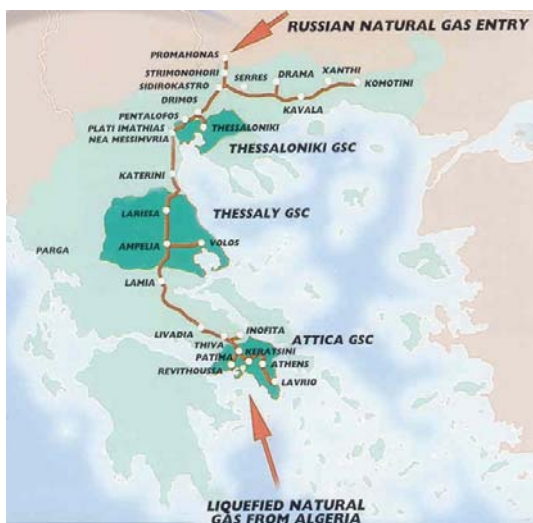 RUSSIAN NATURAL GAS ENTRY
PROMAHONAS
STRIMONOHORI
SIDIROKASTRO
SERRES
DRAMA
XANTHI
KOMOTINI
KAVALA
DRIMOS
PENTALOFOS
PLATI IMATHIAS
NEA MESSIMVRIA
THESSALONIKI
THESSALONIKI GSC
KATERINI
LARISSA
THESSALY GSC
PARGA
AMPELIA
VOLOS
LAMIA
LIVADIA
INOFITA
THIVA
ATTICA GSC
KERATSINI
PATIMA
REVITHOUSSA
ATHENS
LAVRIO
LIQUEFIED NATURAL
GAS FROM ALGERIA